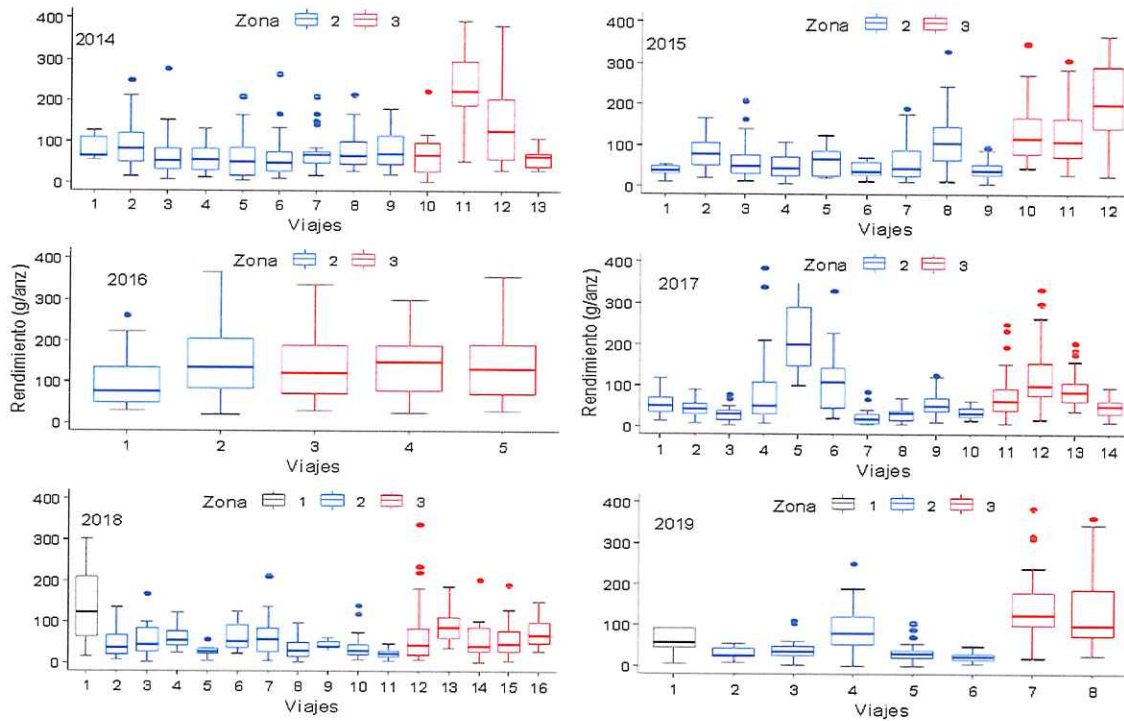 400 Zona 2 3
2014
300
200
100
0
1 2 3 4 5 6 7 8 9 10 11 12 13
Viajes
400 Zona 2 3
2015
300
200
100
0
1 2 3 4 5 6 7 8 9 10 11 12
Viajes
Rendimiento (g/anz)
400 Zona 2 3
2016
300
200
100
0
1 2 3 4 5
Viajes
Rendimiento (g/anz)
400 Zona 2 3
2017
300
200
100
0
1 2 3 4 5 6 7 8 9 10 11 12 13 14
Viajes
400 Zona 1 2 3
2018
300
200
100
0
1 2 3 4 5 6 7 8 9 10 11 12 13 14 15 16
Viajes
400 Zona 1 2 3
2019
300
200
100
0
1 2 3 4 5 6 7 8
Viajes